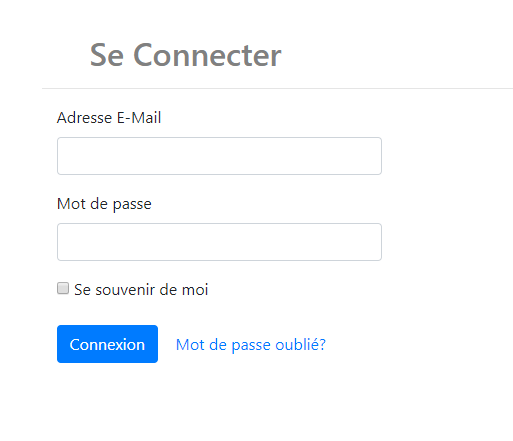 Se Connecter
Adresse E-Mail
Mot de passe
Se souvenir de moi
Connexion Mot de passe oublié?